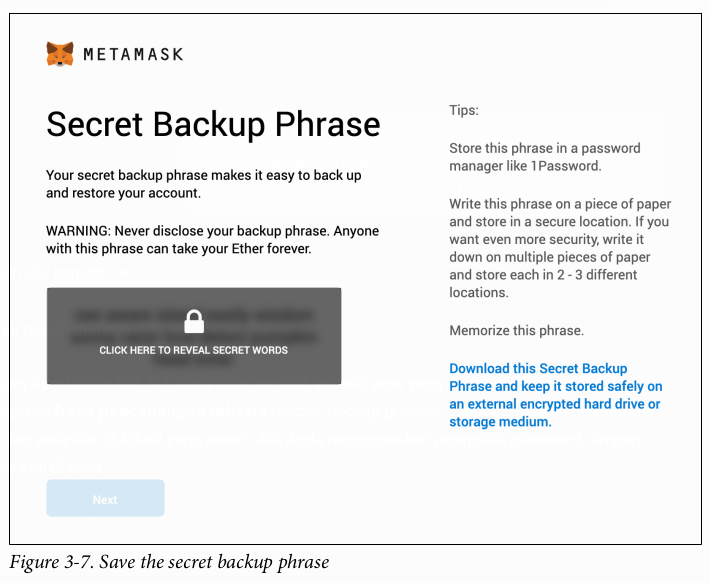 METAMASK
Secret Backup Phrase
Your secret backup phrase makes it easy to back up
and restore your account.
WARNING: Never disclose your backup phrase. Anyone
with this phrase can take your Ether forever.
CLICK HERE TO REVEAL SECRET WORDS
Next
Tips:
Store this phrase in a password
manager like 1Password.
Write this phrase on a piece of paper
and store in a secure location. If you
want even more security, write it
down on multiple pieces of paper
and store each in 2 - 3 different
locations.
Memorize this phrase.
Download this Secret Backup
Phrase and keep it stored safely on
an external encrypted hard drive or
storage medium.
Figure 3-7. Save the secret backup phrase